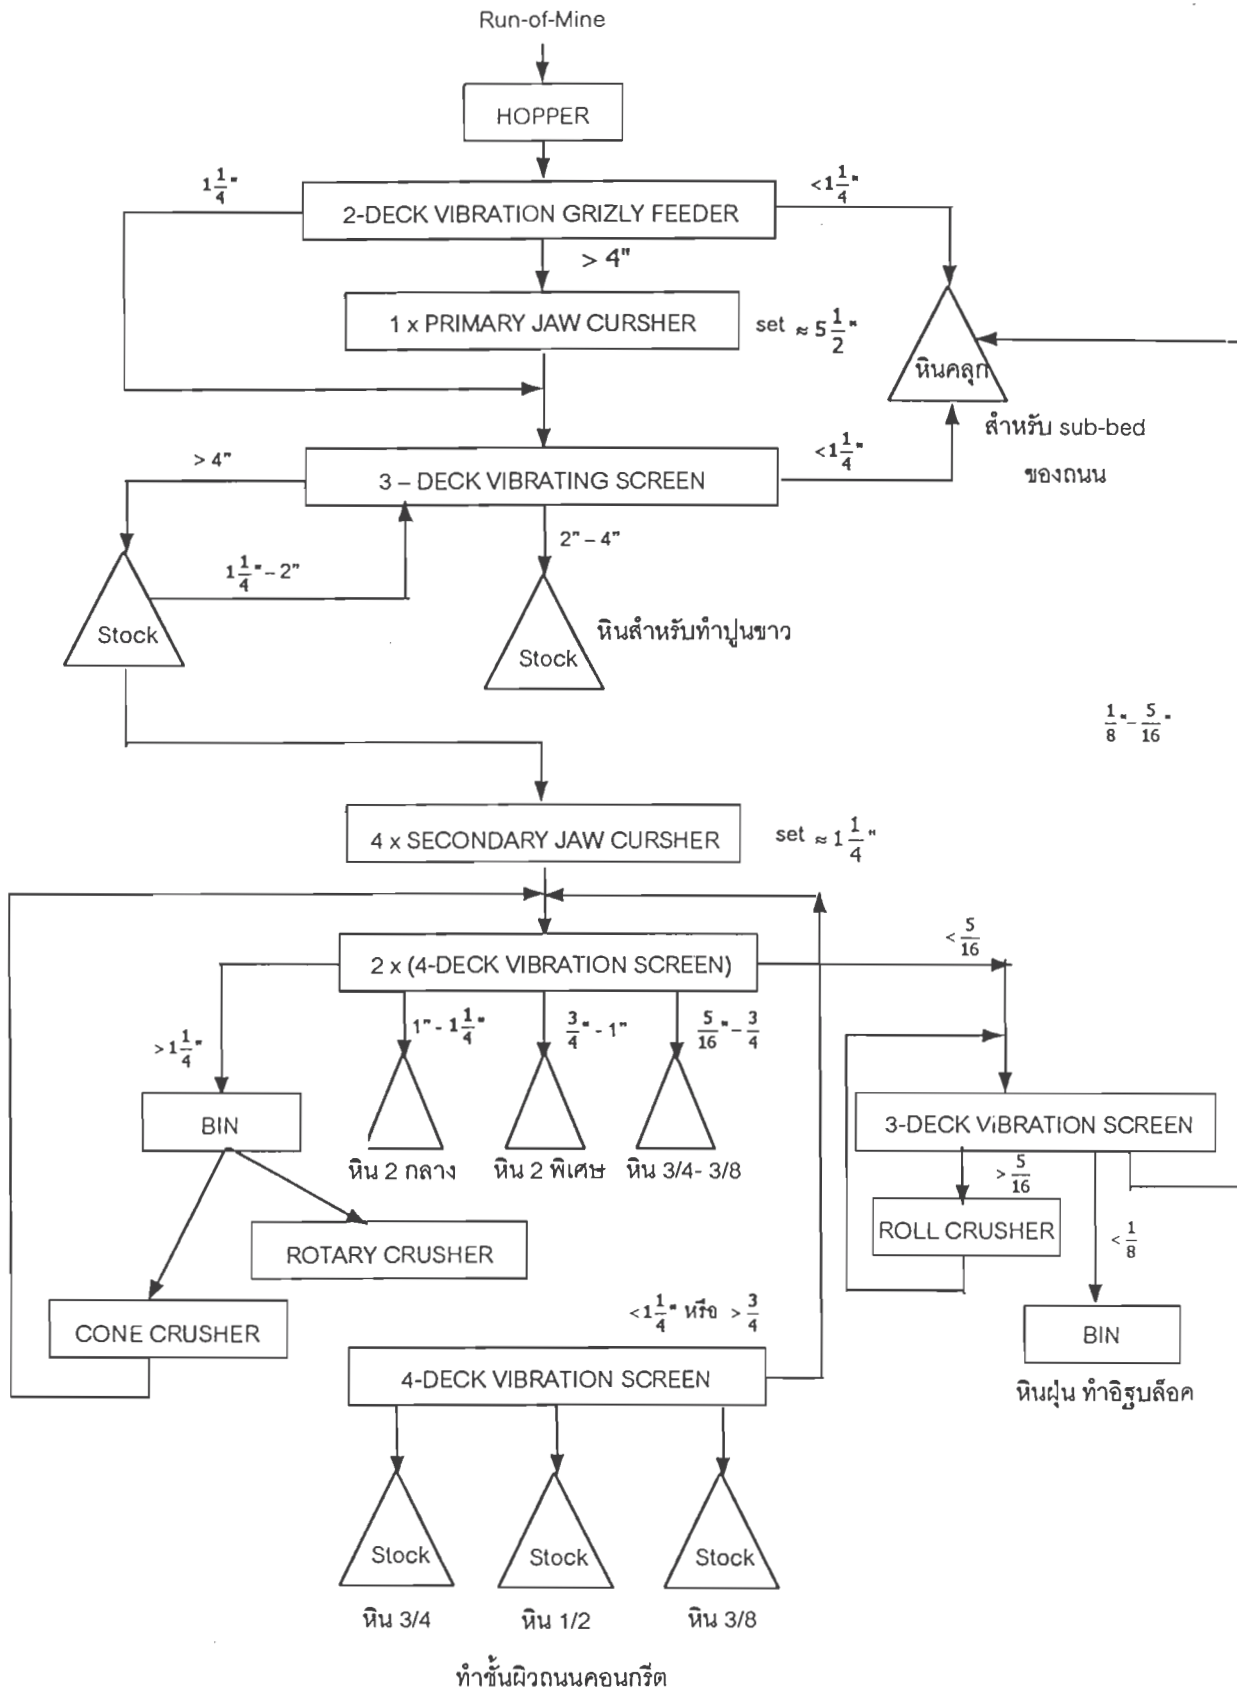 Run-of-Mine
HOPPER
1 1/4"
<1 1/4"
2-DECK VIBRATION GRIZLY FEEDER
> 4"
1 x PRIMARY JAW CURSHER
set ≈ 5 1/2"
หินคลุก
สำหรับ sub-bed
ของถนน
> 4"
<1 1/4"
3 – DECK VIBRATING SCREEN
2" – 4"
1 1/4" – 2"
Stock
Stock
หินสำหรับทำปูนขาว
1/8" – 5/16"
4 x SECONDARY JAW CURSHER
set ≈ 1 1/4"
< 5/16
2 x (4-DECK VIBRATION SCREEN)
>1 1/4"
1" - 1 1/4"
3/4" - 1"
5/16" – 3/4
BIN
3-DECK VIBRATION SCREEN
หิน 2 กลาง
หิน 2 พิเศษ
หิน 3/4- 3/8
> 5/16
ROLL CRUSHER
< 1/8
ROTARY CRUSHER
CONE CRUSHER
<1 1/4" หรือ > 3/4
BIN
หินฝุ่น ทำอิฐบล็อค
4-DECK VIBRATION SCREEN
Stock
Stock
Stock
หิน 3/4
หิน 1/2
หิน 3/8
ทำชั้นผิวถนนคอนกรีต